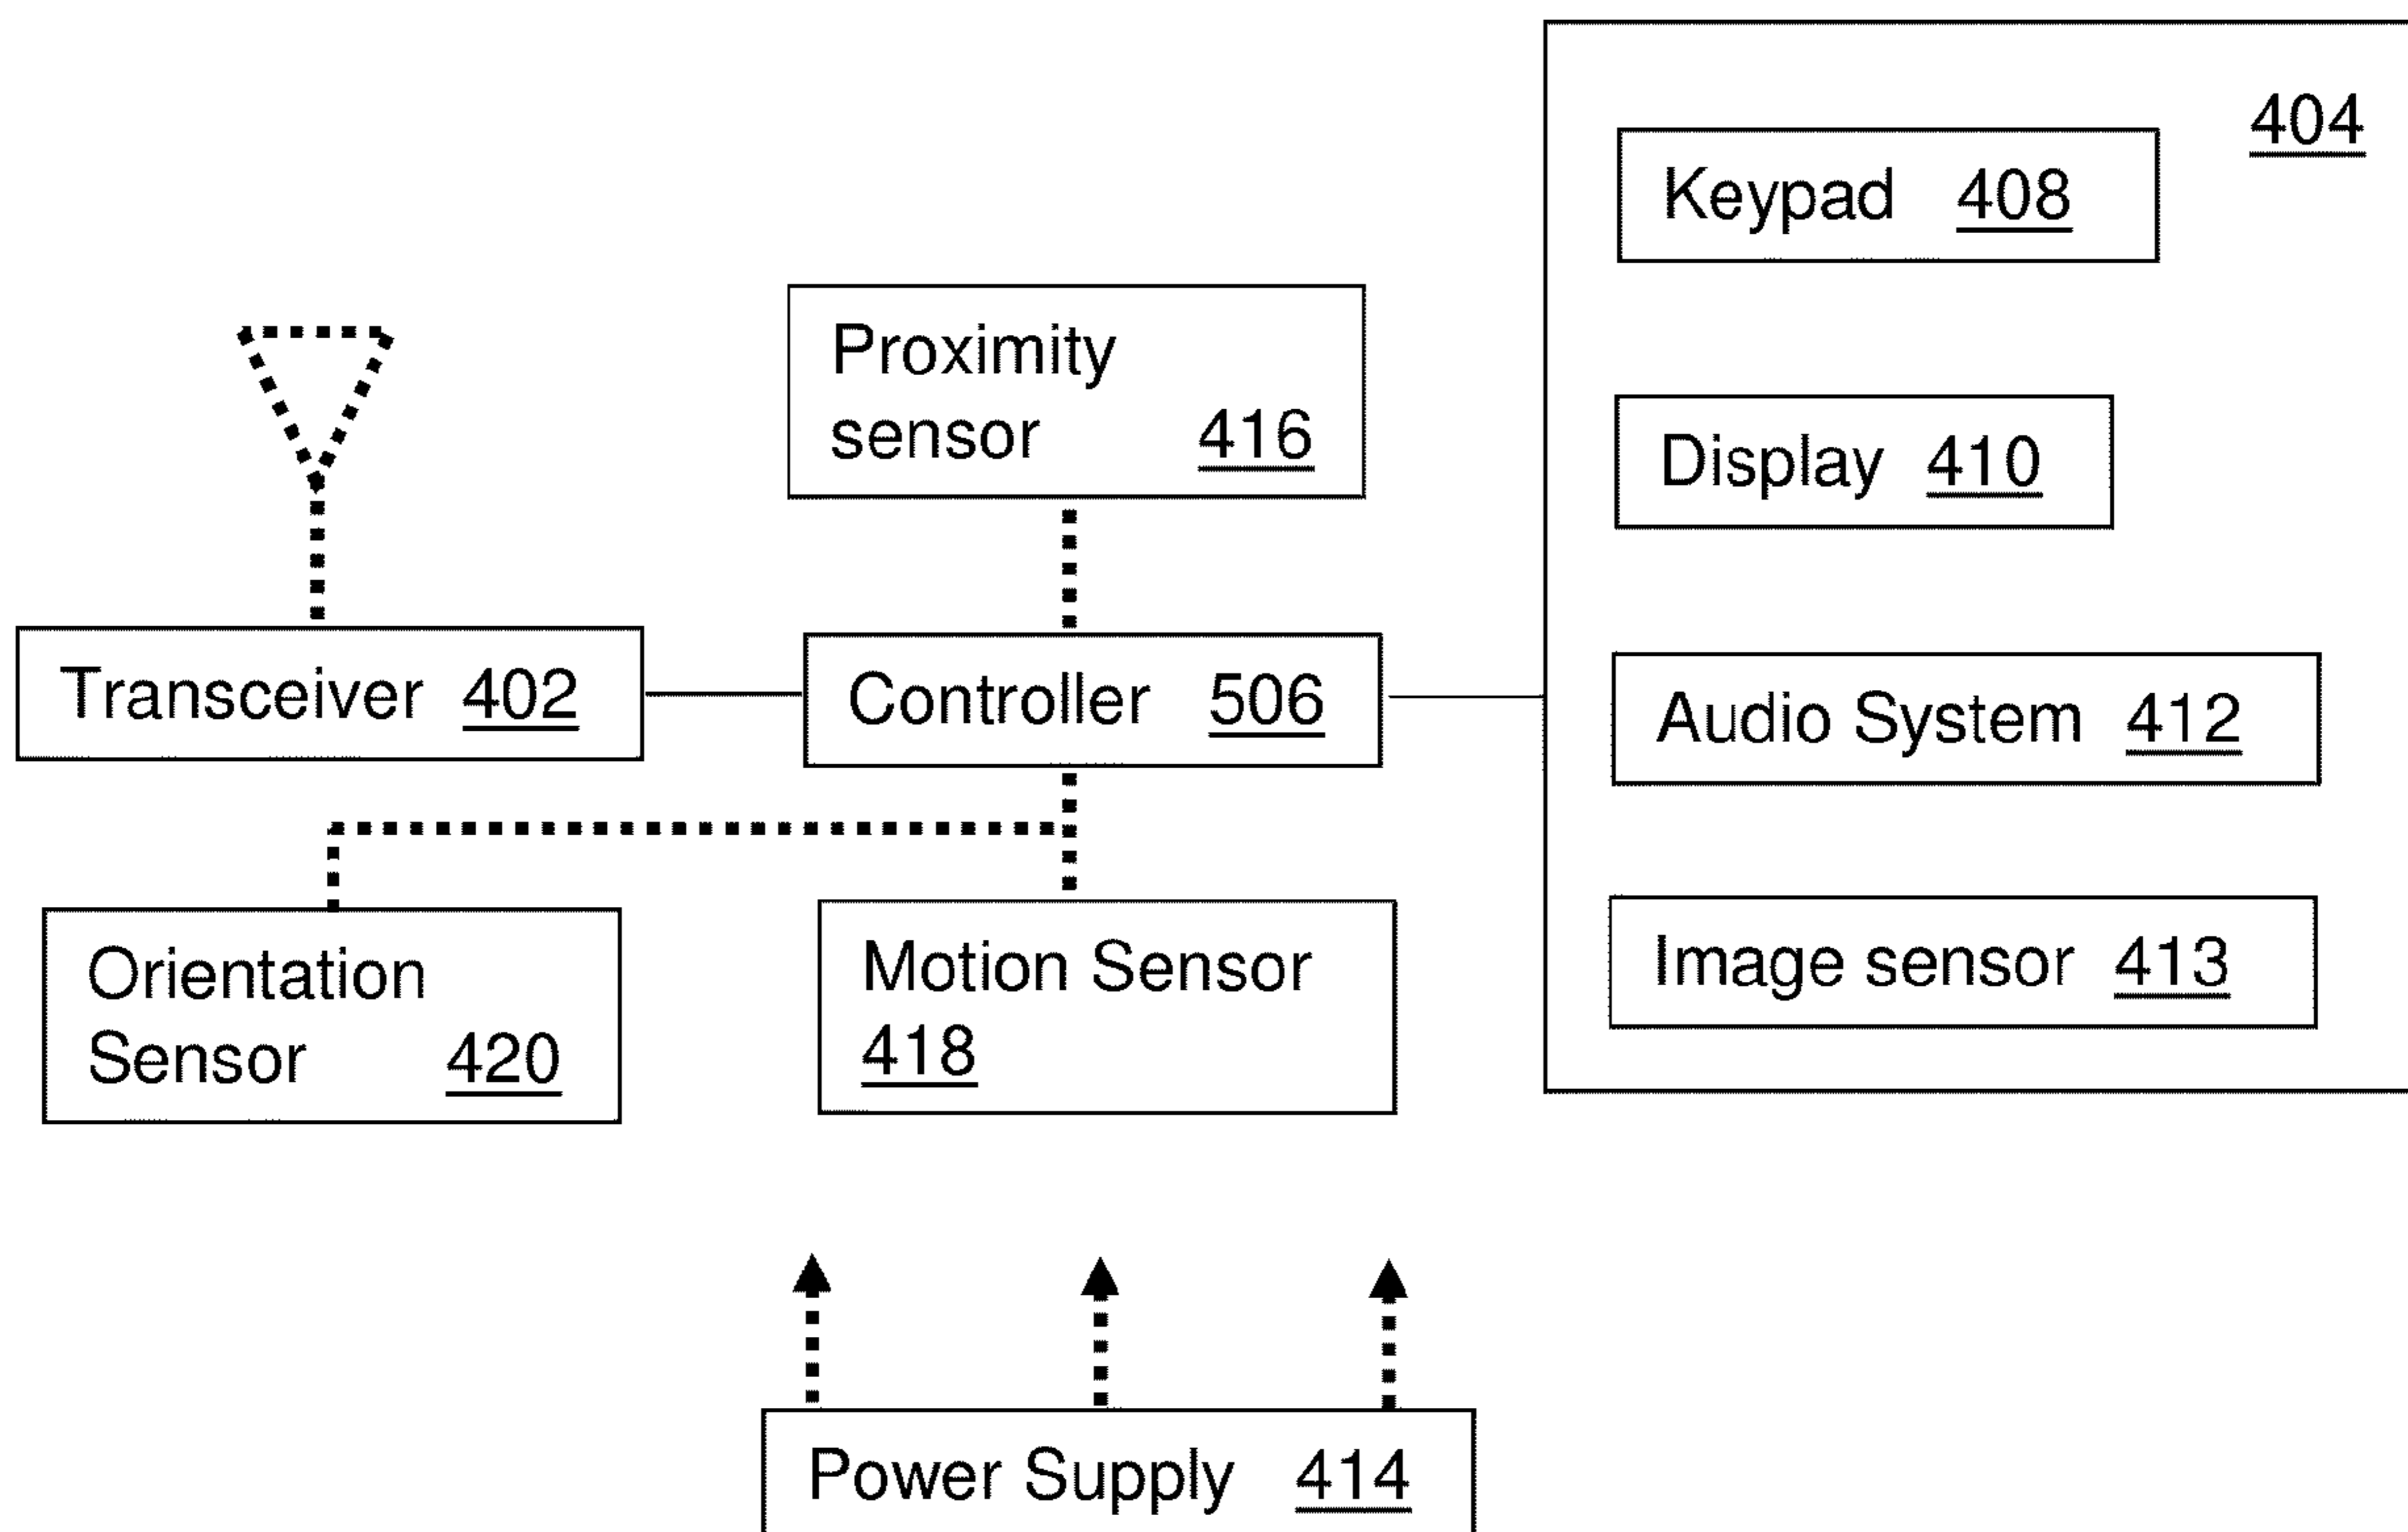 404
Keypad 408
Proximity
sensor 416
Display 410
Transceiver 402
Controller 506
Audio System 412
Orientation
Sensor 420
Motion Sensor
418
Image sensor 413
Power Supply 414